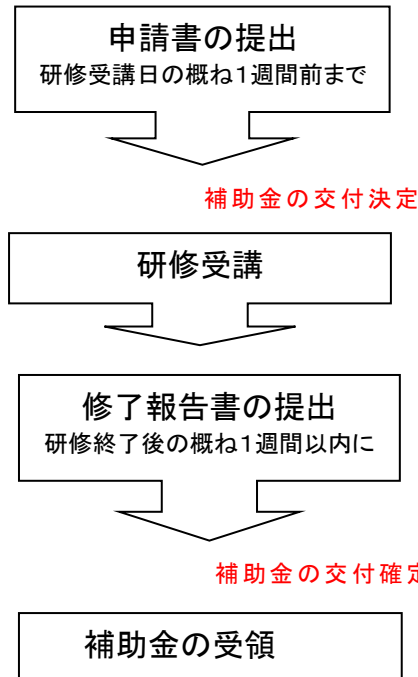 申請書の提出
研修受講日の概ね1週間前まで
補助金の交付決定
研修受講
修了報告書の提出
研修終了後の概ね1週間以内に
補助金の交付確定
補助金の受領